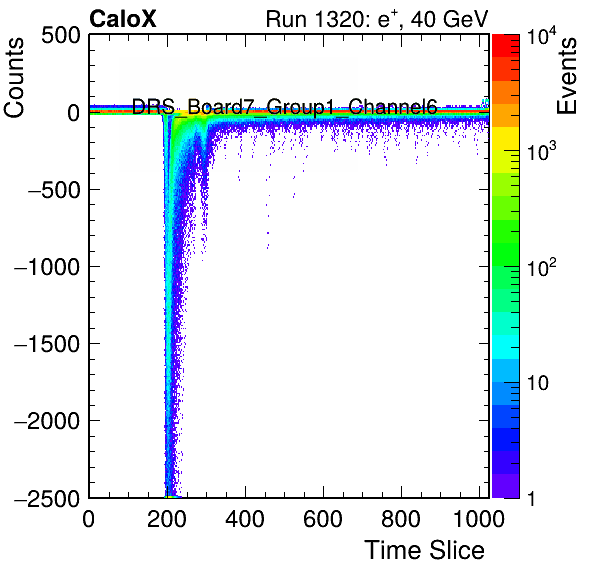 CaloX Run 1320: e⁺, 40 GeV
Counts
Events
DRS_Board7_Group1_Channel6
500
0
−500
−1000
−1500
−2000
−2500
0 200 400 600 800 1000
Time Slice
10⁴
10³
10²
10
1